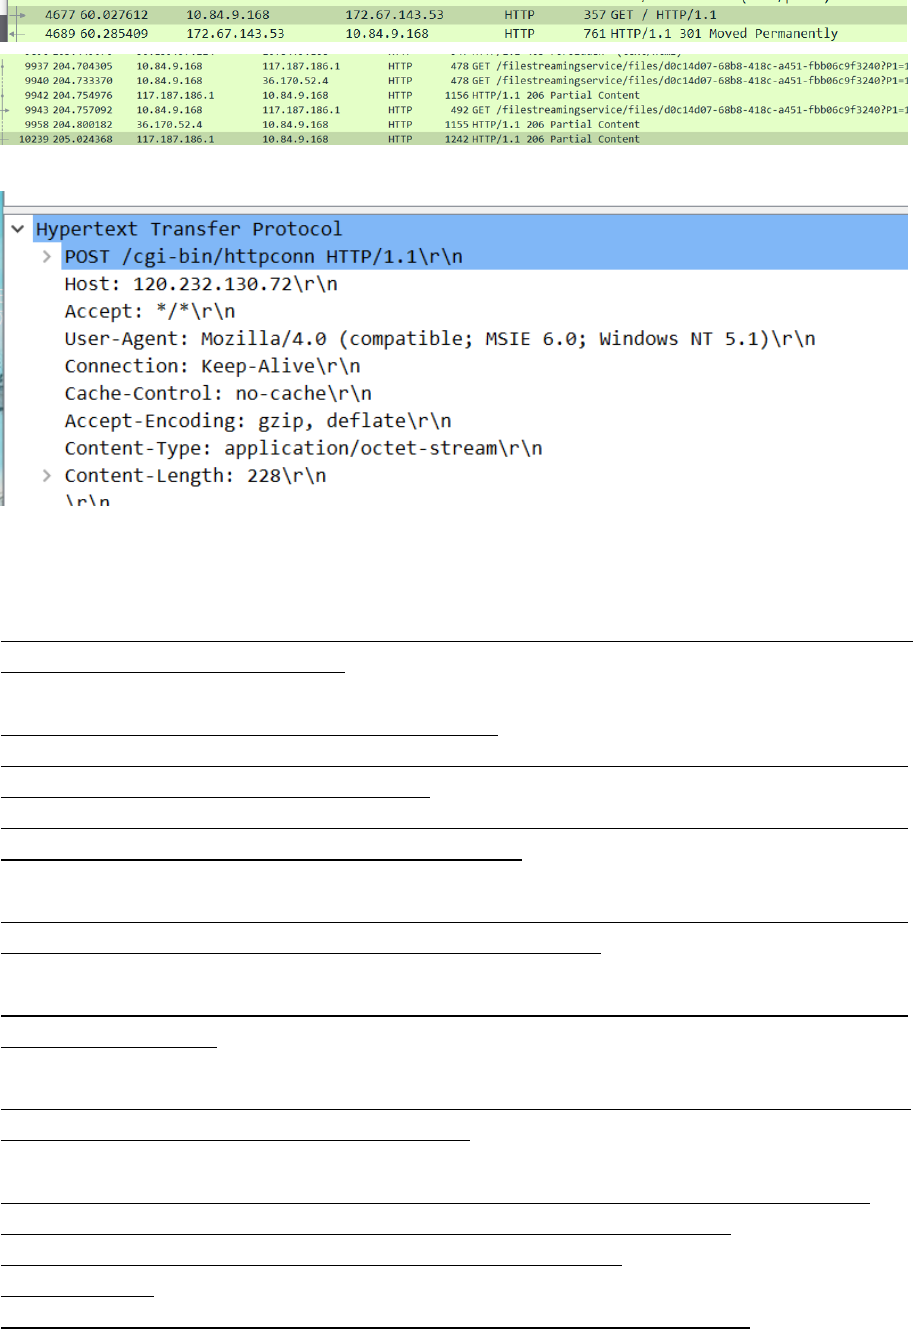 4677 60.027612 10.84.9.168 172.67.143.53 HTTP 357 GET / HTTP/1.1
4689 60.285409 172.67.143.53 10.84.9.168 HTTP 761 HTTP/1.1 301 Moved Permanently
9937 204.704305 10.84.9.168 117.187.186.1 HTTP 478 GET /filestreamingservice/files/d0c14d07-68b8-418c-a451-fbb06c9f3240?P1=1
9940 204.733370 10.84.9.168 36.170.52.4 HTTP 478 GET /filestreamingservice/files/d0c14d07-68b8-418c-a451-fbb06c9f3240?P1=1
9942 204.754976 117.187.186.1 10.84.9.168 HTTP 1156 HTTP/1.1 206 Partial Content
9943 204.757092 10.84.9.168 117.187.186.1 HTTP 492 GET /filestreamingservice/files/d0c14d07-68b8-418c-a451-fbb06c9f3240?P1=1
9958 204.800182 36.170.52.4 10.84.9.168 HTTP 1155 HTTP/1.1 206 Partial Content
10239 205.024368 117.187.186.1 10.84.9.168 HTTP 1242 HTTP/1.1 206 Partial Content
Hypertext Transfer Protocol
POST /cgi-bin/httpconn HTTP/1.1\r\n
Host: 120.232.130.72\r\n
Accept: */*\r\n
User-Agent: Mozilla/4.0 (compatible; MSIE 6.0; Windows NT 5.1)\r\n
Connection: Keep-Alive\r\n
Cache-Control: no-cache\r\n
Accept-Encoding: gzip, deflate\r\n
Content-Type: application/octet-stream\r\n
Content-Length: 228\r\n
\r\n